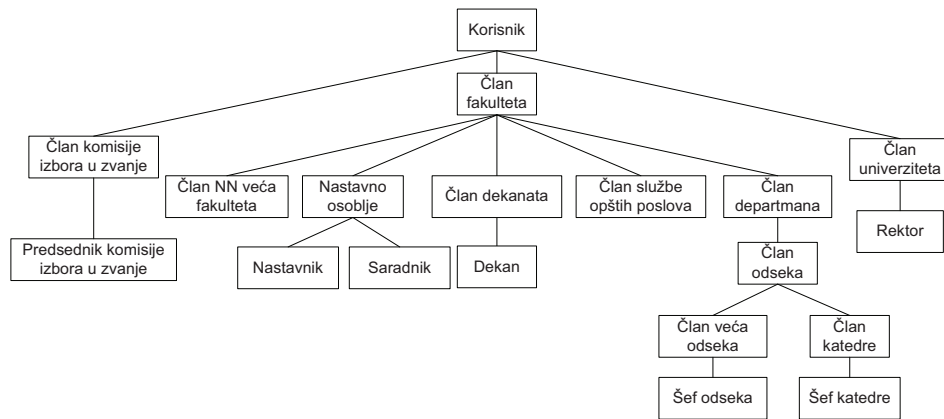 Korisnik
Član
fakulteta
Član komisije
izbora u zvanje
Član
univerziteta
Član NN veća
fakulteta
Nastavno
osoblje
Član dekanata
Član službe
opštih poslova
Član
departmana
Predsednik komisije
izbora u zvanje
Nastavnik
Saradnik
Dekan
Član
odseka
Rektor
Član veća
odseka
Član
katedre
Šef odseka
Šef katedre